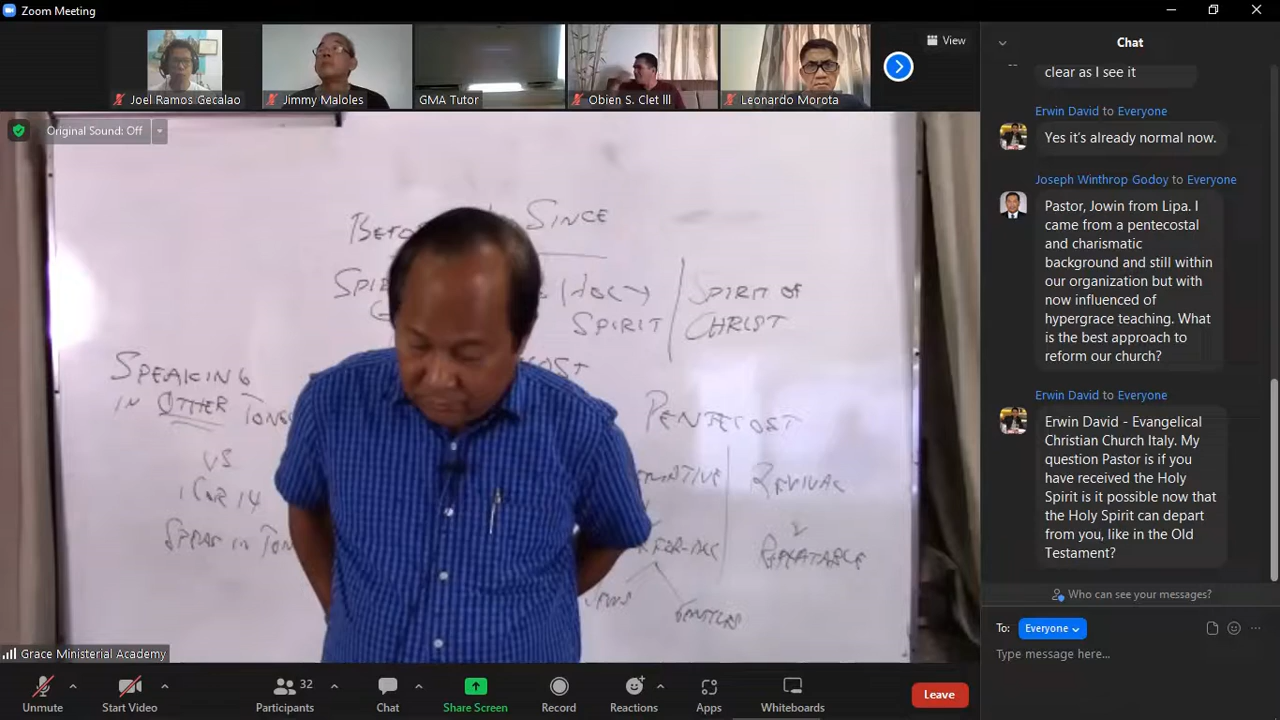 Zoom Meeting
View
Joel Ramos Gecalao
Jimmy Maloles
GMA Tutor
Obien S. Clet lll
Leonardo Morota
Original Sound: Off
SINCE
SPIRIT OF
SPIRIT
CHRIST
SPEAKING
IN OTHER
PENTECOST
VS
REVIVAL
1 COR 14
SPEAK IN
REPEATABLE
GENTILES
Grace Ministerial Academy
Chat
clear as I see it
Erwin David to Everyone
Yes it's already normal now.
Joseph Winthrop Godoy to Everyone
Pastor, Jowin from Lipa. I
came from a pentecostal
and charismatic
background and still within
our organization but with
now influenced of
hypergrace teaching. What
is the best approach to
reform our church?
Erwin David to Everyone
Erwin David - Evangelical
Christian Church Italy. My
question Pastor is if you
have received the Holy
Spirit is it possible now that
the Holy Spirit can depart
from you, like in the Old
Testament?
Who can see your messages?
To: Everyone
Type message here...
Unmute
Start Video
32
Participants
Chat
Share Screen
Record
Reactions
Apps
Whiteboards
Leave